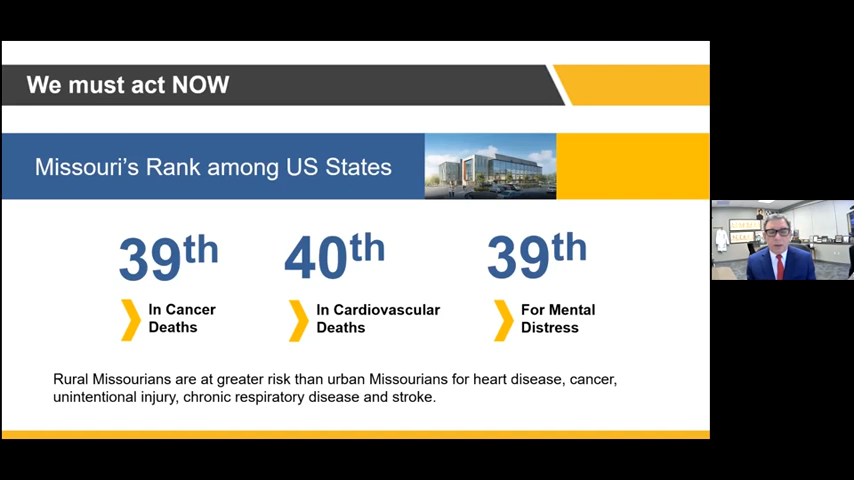 We must act NOW
Missouri's Rank among US States
39th
40th
39th
In Cancer
Deaths
In Cardiovascular
Deaths
For Mental
Distress
Rural Missourians are at greater risk than urban Missourians for heart disease, cancer,
unintentional injury, chronic respiratory disease and stroke.